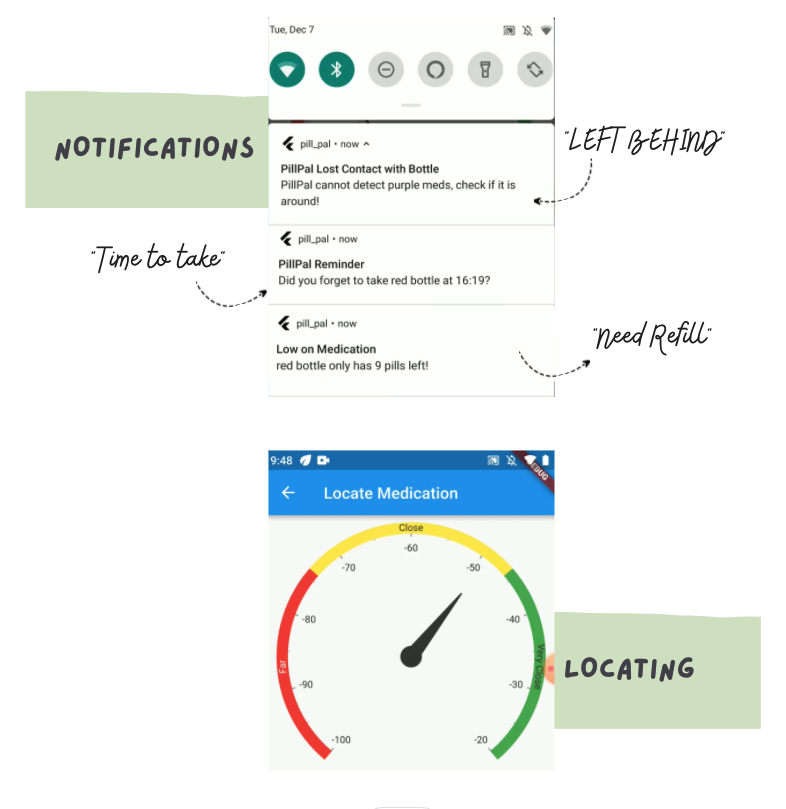 Tue, Dec 7
NOTIFICATIONS
pill_pal • now
"LEFT BEHIND"
PillPal Lost Contact with Bottle
PillPal cannot detect purple meds, check if it is
around!
pill_pal • now
"Time to take"
PillPal Reminder
Did you forget to take red bottle at 16:19?
pill_pal • now
"Need Refill"
Low on Medication
red bottle only has 9 pills left!
9:48
DEBUG
Locate Medication
Close
-60
-70
-50
-80
-40
Far
Very Close
LOCATING
-90
-30
-100
-20